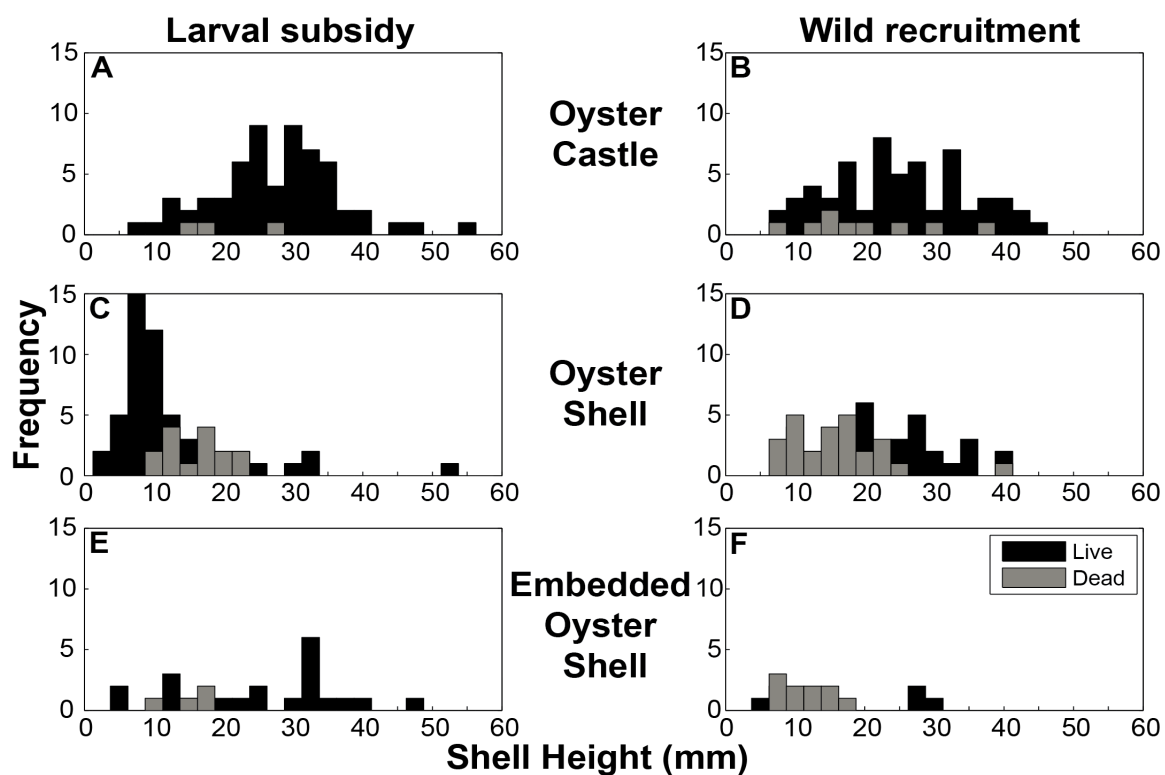 Larval subsidy
Wild recruitment
A
15
10
5
0
0 10 20 30 40 50 60
Oyster
Castle
B
15
10
5
0
0 10 20 30 40 50 60
Frequency
C
15
10
5
0
0 10 20 30 40 50 60
Oyster
Shell
D
15
10
5
0
0 10 20 30 40 50 60
E
15
10
5
0
0 10 20 30 40 50 60
Embedded
Oyster
Shell
F
15
10
5
0
0 10 20 30 40 50 60
Live
Dead
Shell Height (mm)